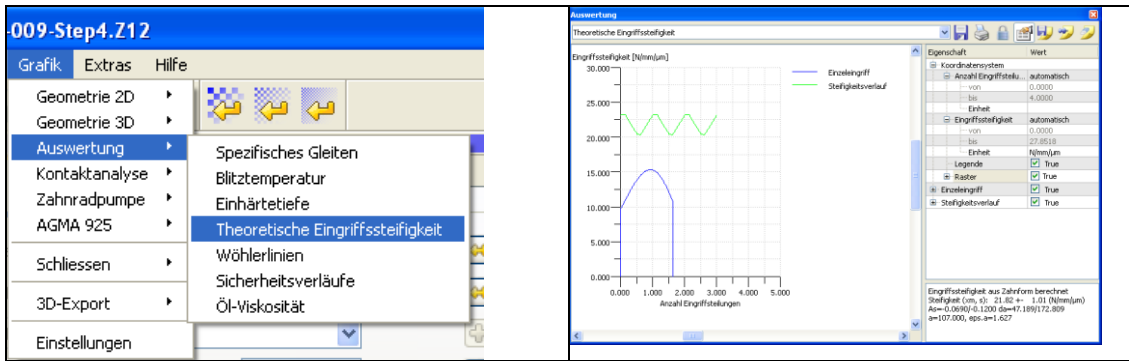 -009-Step4.Z12
Grafik Extras Hilfe
Geometrie 2D
Geometrie 3D
Auswertung
Kontaktanalyse
Zahnradpumpe
AGMA 925
Schliessen
3D-Export
Einstellungen
Spezifisches Gleiten
Blitztemperatur
Einhärtetiefe
Theoretische Eingriffssteifigkeit
Wöhlerlinien
Sicherheitsverläufe
Öl-Viskosität
Auswertung
Theoretische Eingriffssteifigkeit
Eingriffssteifigkeit [N/mm/µm]
30.000
25.000
20.000
15.000
10.000
5.000
0.000
0.000 1.000 2.000 3.000 4.000 5.000
Anzahl Eingriffsteilungen
Einzeleingriff
Steifigkeitsverlauf
Eigenschaft Wert
Koordinatensystem
Anzahl Eingriffsteilu... automatisch
von 0.0000
bis 4.0000
Einheit
Eingriffssteifigkeit automatisch
von 0.0000
bis 27.8518
Einheit N/mm/µm
Legende True
Raster True
Einzeleingriff True
Steifigkeitsverlauf True
Eingriffssteifigkeit aus Zahnform berechnet
Steifigkeit (xm, s): 21.82 +- 1.01 (N/mm/µm)
As=-0.0690/-0.1200 da=47.189/172.809
a=107.000, eps.a=1.627